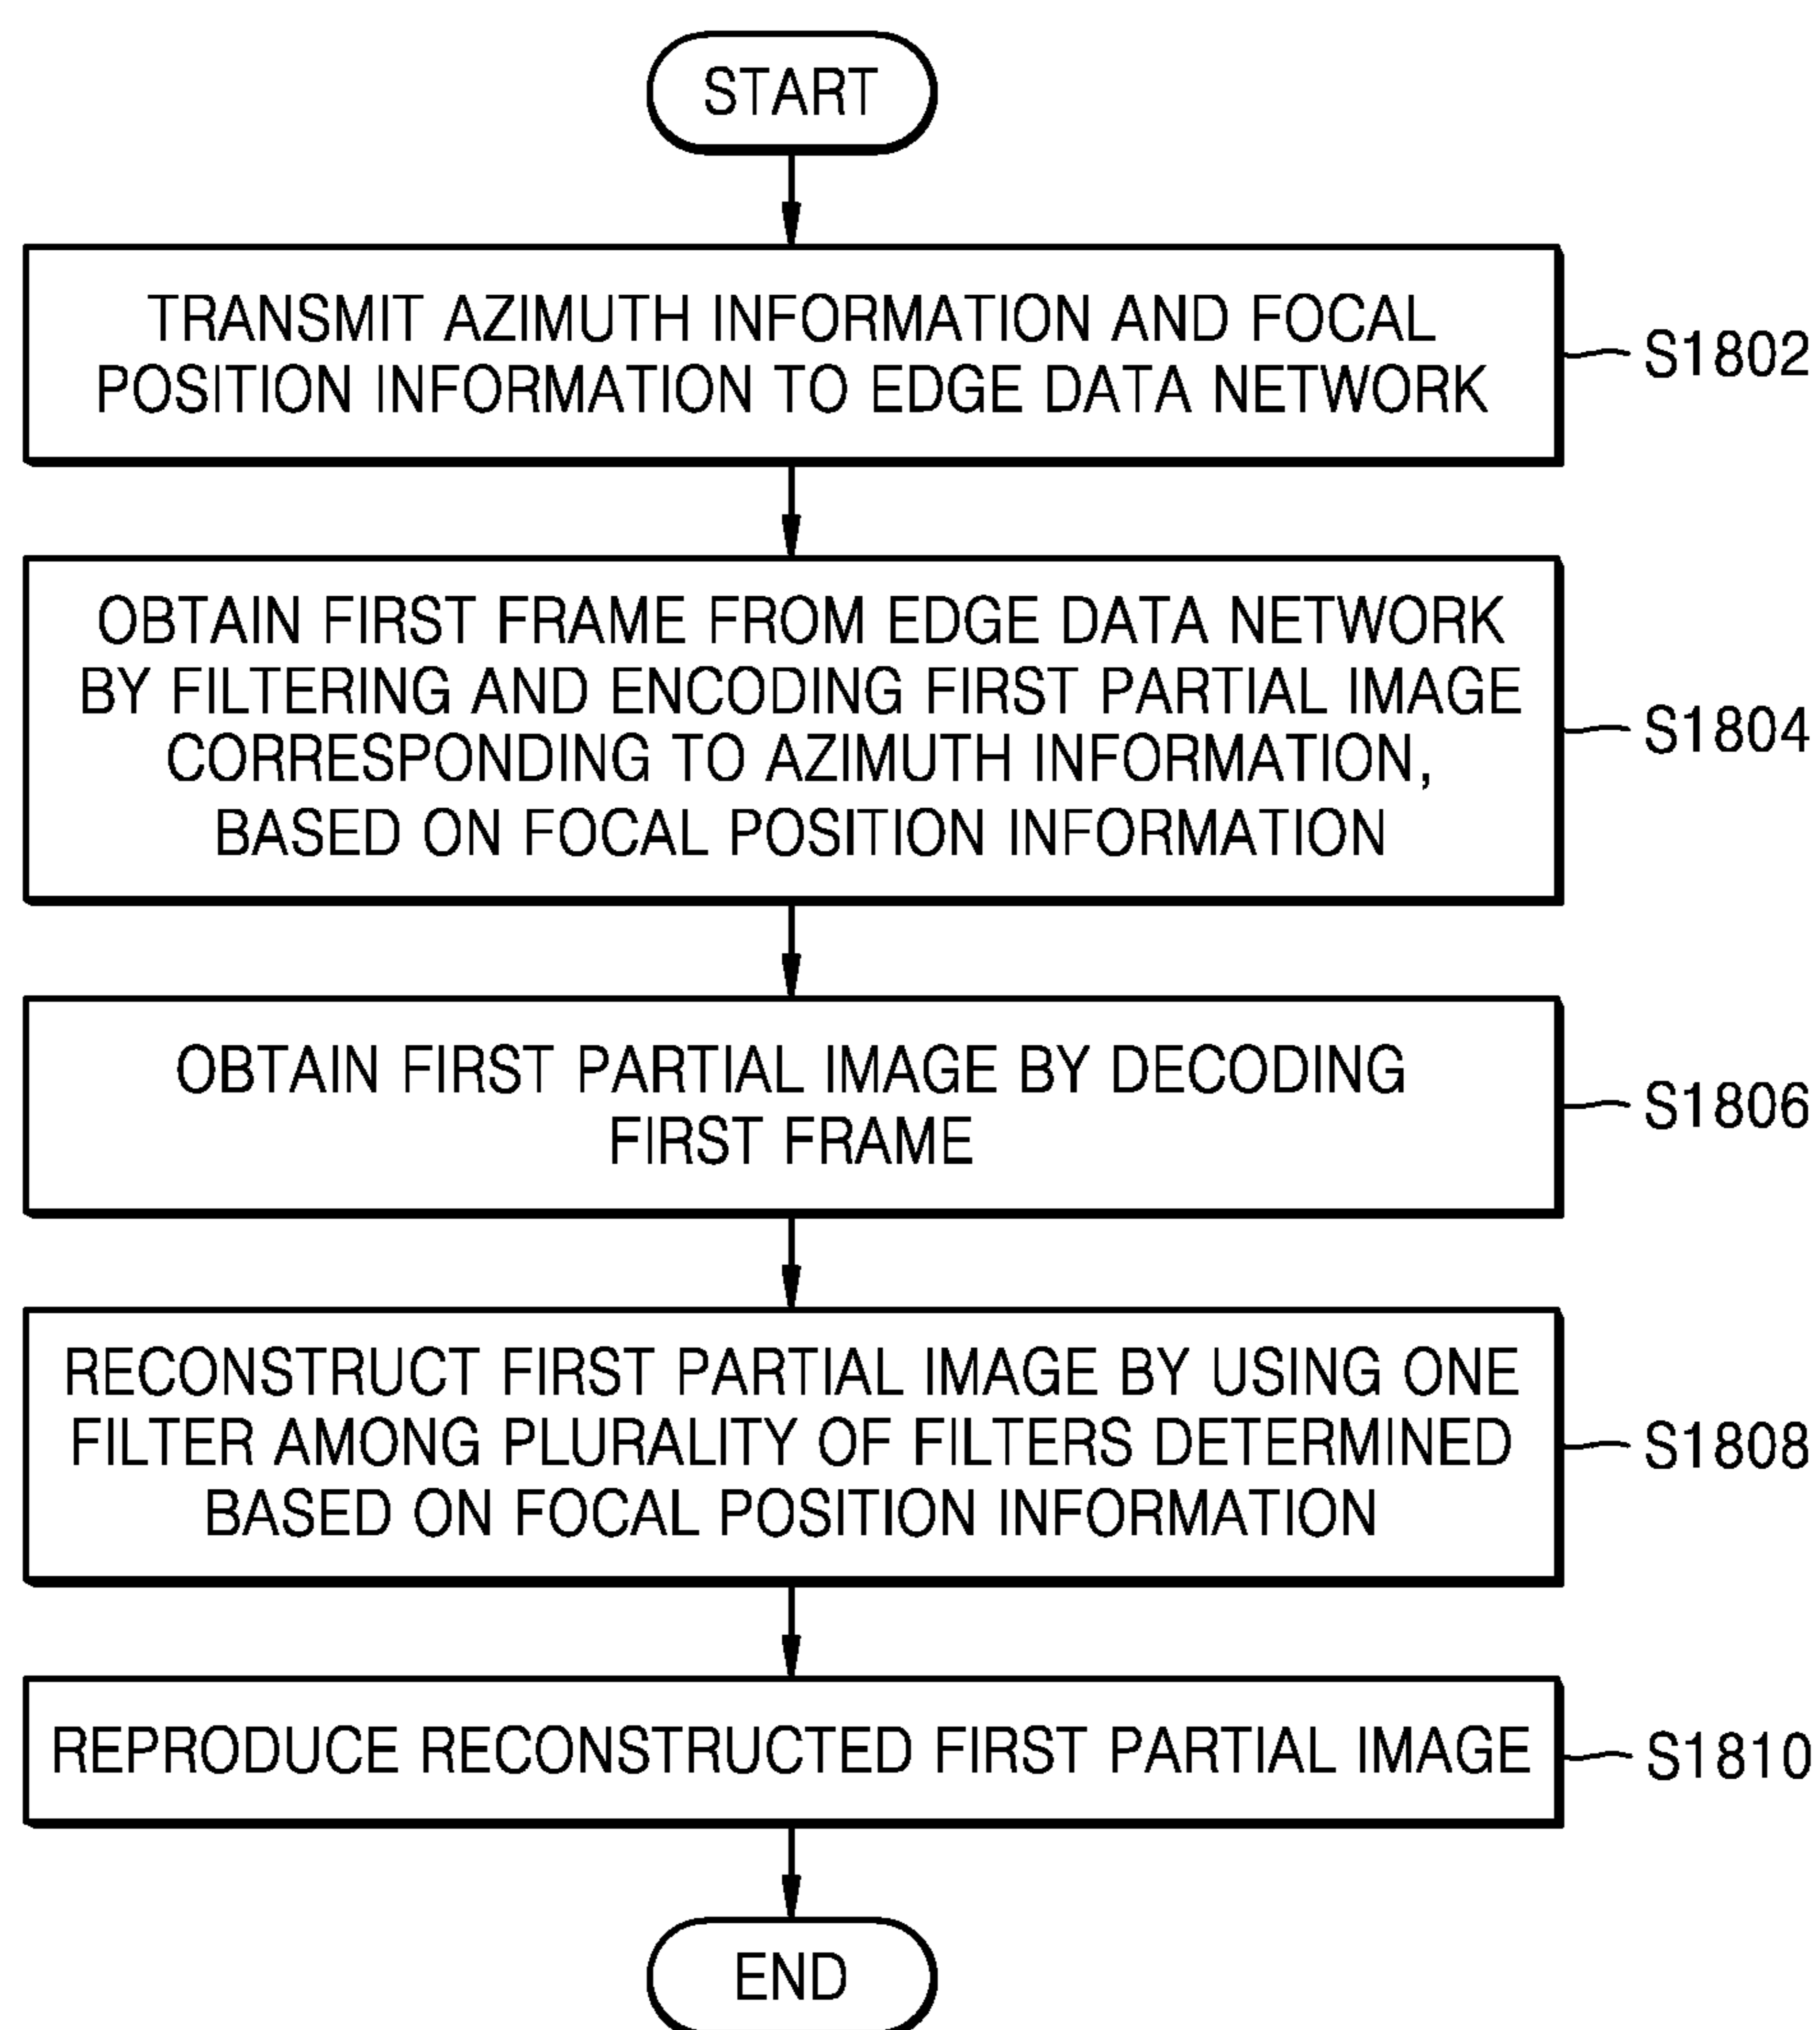 START
TRANSMIT AZIMUTH INFORMATION AND FOCAL
POSITION INFORMATION TO EDGE DATA NETWORK
S1802
OBTAIN FIRST FRAME FROM EDGE DATA NETWORK
BY FILTERING AND ENCODING FIRST PARTIAL IMAGE
CORRESPONDING TO AZIMUTH INFORMATION,
BASED ON FOCAL POSITION INFORMATION
S1804
OBTAIN FIRST PARTIAL IMAGE BY DECODING
FIRST FRAME
S1806
RECONSTRUCT FIRST PARTIAL IMAGE BY USING ONE
FILTER AMONG PLURALITY OF FILTERS DETERMINED
BASED ON FOCAL POSITION INFORMATION
S1808
REPRODUCE RECONSTRUCTED FIRST PARTIAL IMAGE
S1810
END